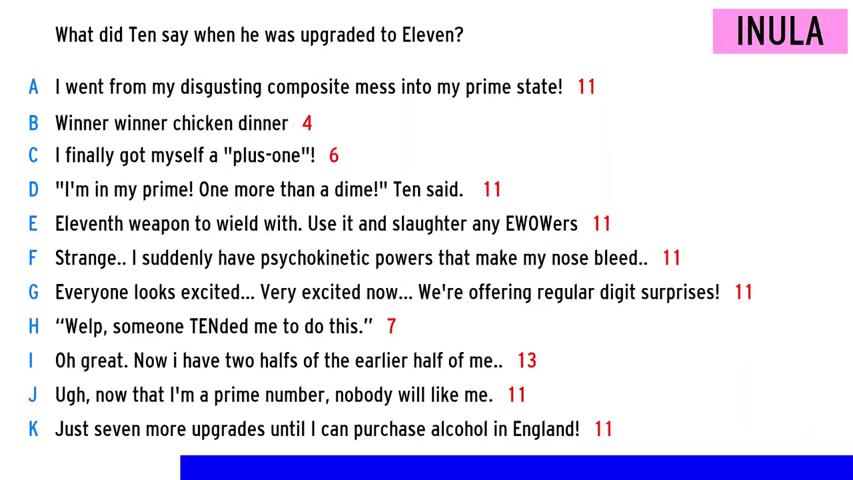 What did Ten say when he was upgraded to Eleven?
INULA
A I went from my disgusting composite mess into my prime state! 11
B Winner winner chicken dinner 4
C I finally got myself a "plus-one"! 6
D "I'm in my prime! One more than a dime!" Ten said. 11
E Eleventh weapon to wield with. Use it and slaughter any EWOWers 11
F Strange.. I suddenly have psychokinetic powers that make my nose bleed.. 11
G Everyone looks excited... Very excited now... We're offering regular digit surprises! 11
H “Welp, someone TENded me to do this.” 7
I Oh great. Now i have two halfs of the earlier half of me.. 13
J Ugh, now that I'm a prime number, nobody will like me. 11
K Just seven more upgrades until I can purchase alcohol in England! 11